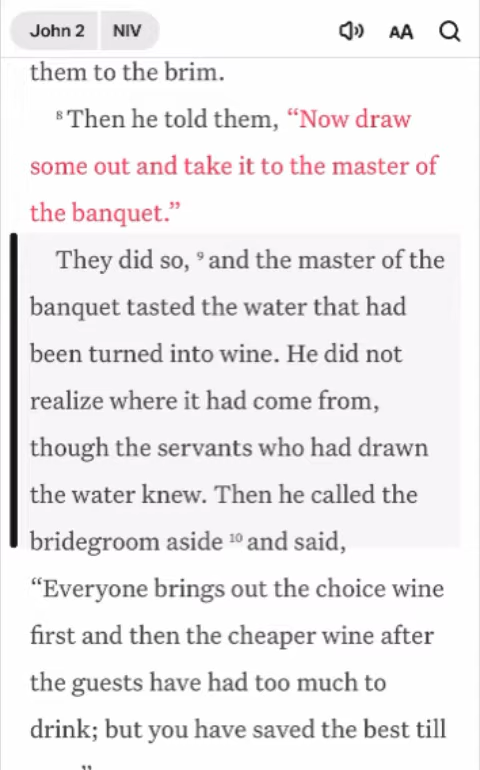 John 2 NIV AA
them to the brim.
⁸ Then he told them, “Now draw
some out and take it to the master of
the banquet.”
They did so, ⁹ and the master of the
banquet tasted the water that had
been turned into wine. He did not
realize where it had come from,
though the servants who had drawn
the water knew. Then he called the
bridegroom aside ¹⁰ and said,
“Everyone brings out the choice wine
first and then the cheaper wine after
the guests have had too much to
drink; but you have saved the best till